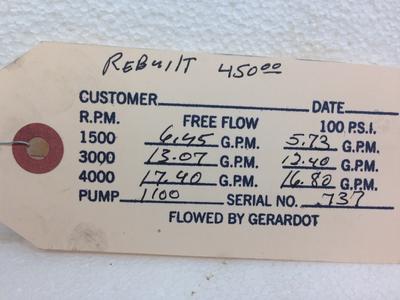 REBUILT 450⁰⁰
CUSTOMER DATE
R.P.M. FREE FLOW 100 P.S.I.
1500 6.45 G.P.M. 5.73 G.P.M.
3000 13.07 G.P.M. 12.40 G.P.M.
4000 17.40 G.P.M. 16.80 G.P.M.
PUMP 1100 SERIAL NO. 737
FLOWED BY GERARDOT